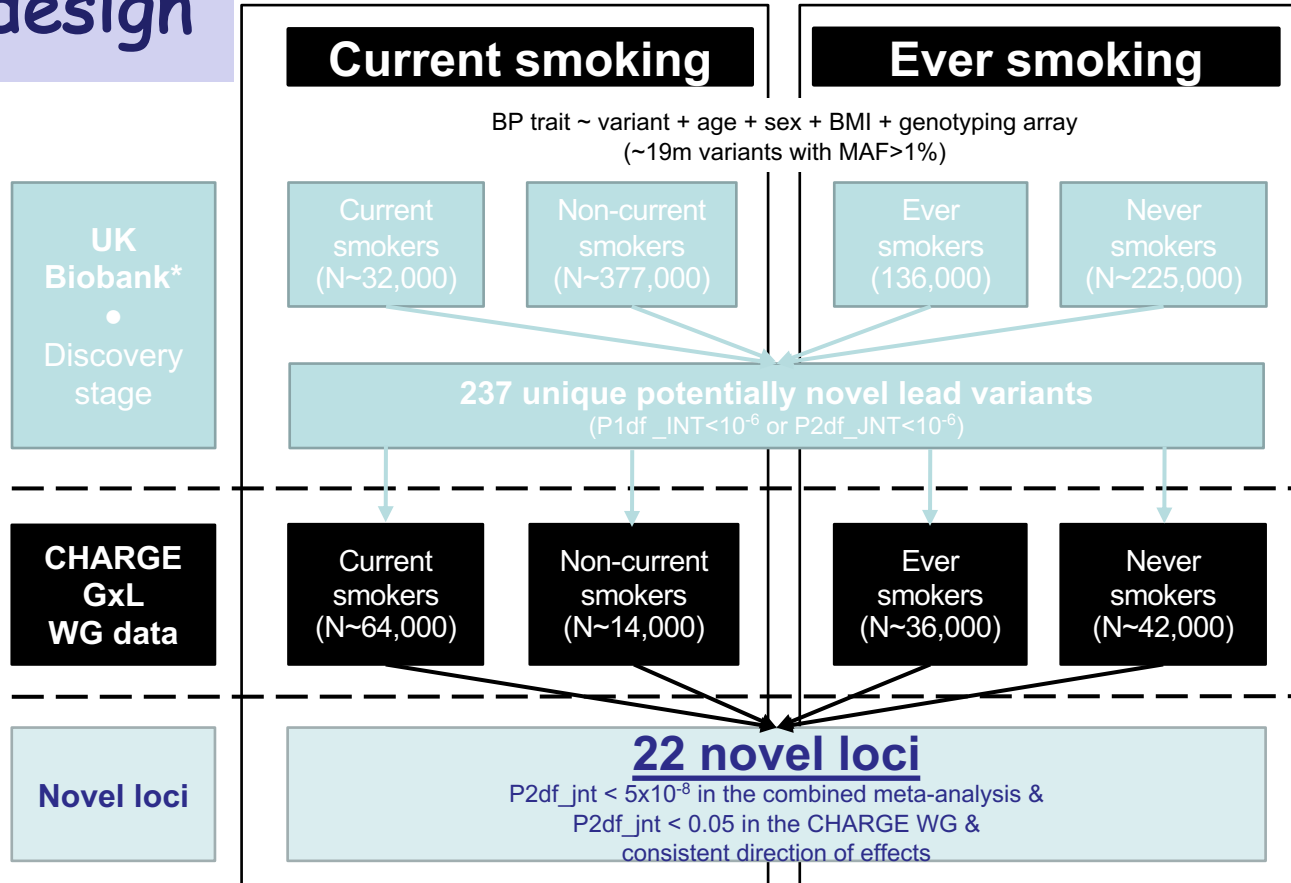 design
Current smoking
Ever smoking
BP trait ~ variant + age + sex + BMI + genotyping array
(~19m variants with MAF>1%)
UK
Biobank*
•
Discovery
stage
Current
smokers
(N~32,000)
Non-current
smokers
(N~377,000)
Ever
smokers
(136,000)
Never
smokers
(N~225,000)
237 unique potentially novel lead variants
(P1df _INT<10⁻⁶ or P2df_JNT<10⁻⁶)
CHARGE
GxL
WG data
Current
smokers
(N~64,000)
Non-current
smokers
(N~14,000)
Ever
smokers
(N~36,000)
Never
smokers
(N~42,000)
Novel loci
22 novel loci
P2df_jnt < 5x10⁻⁸ in the combined meta-analysis &
P2df_jnt < 0.05 in the CHARGE WG &
consistent direction of effects